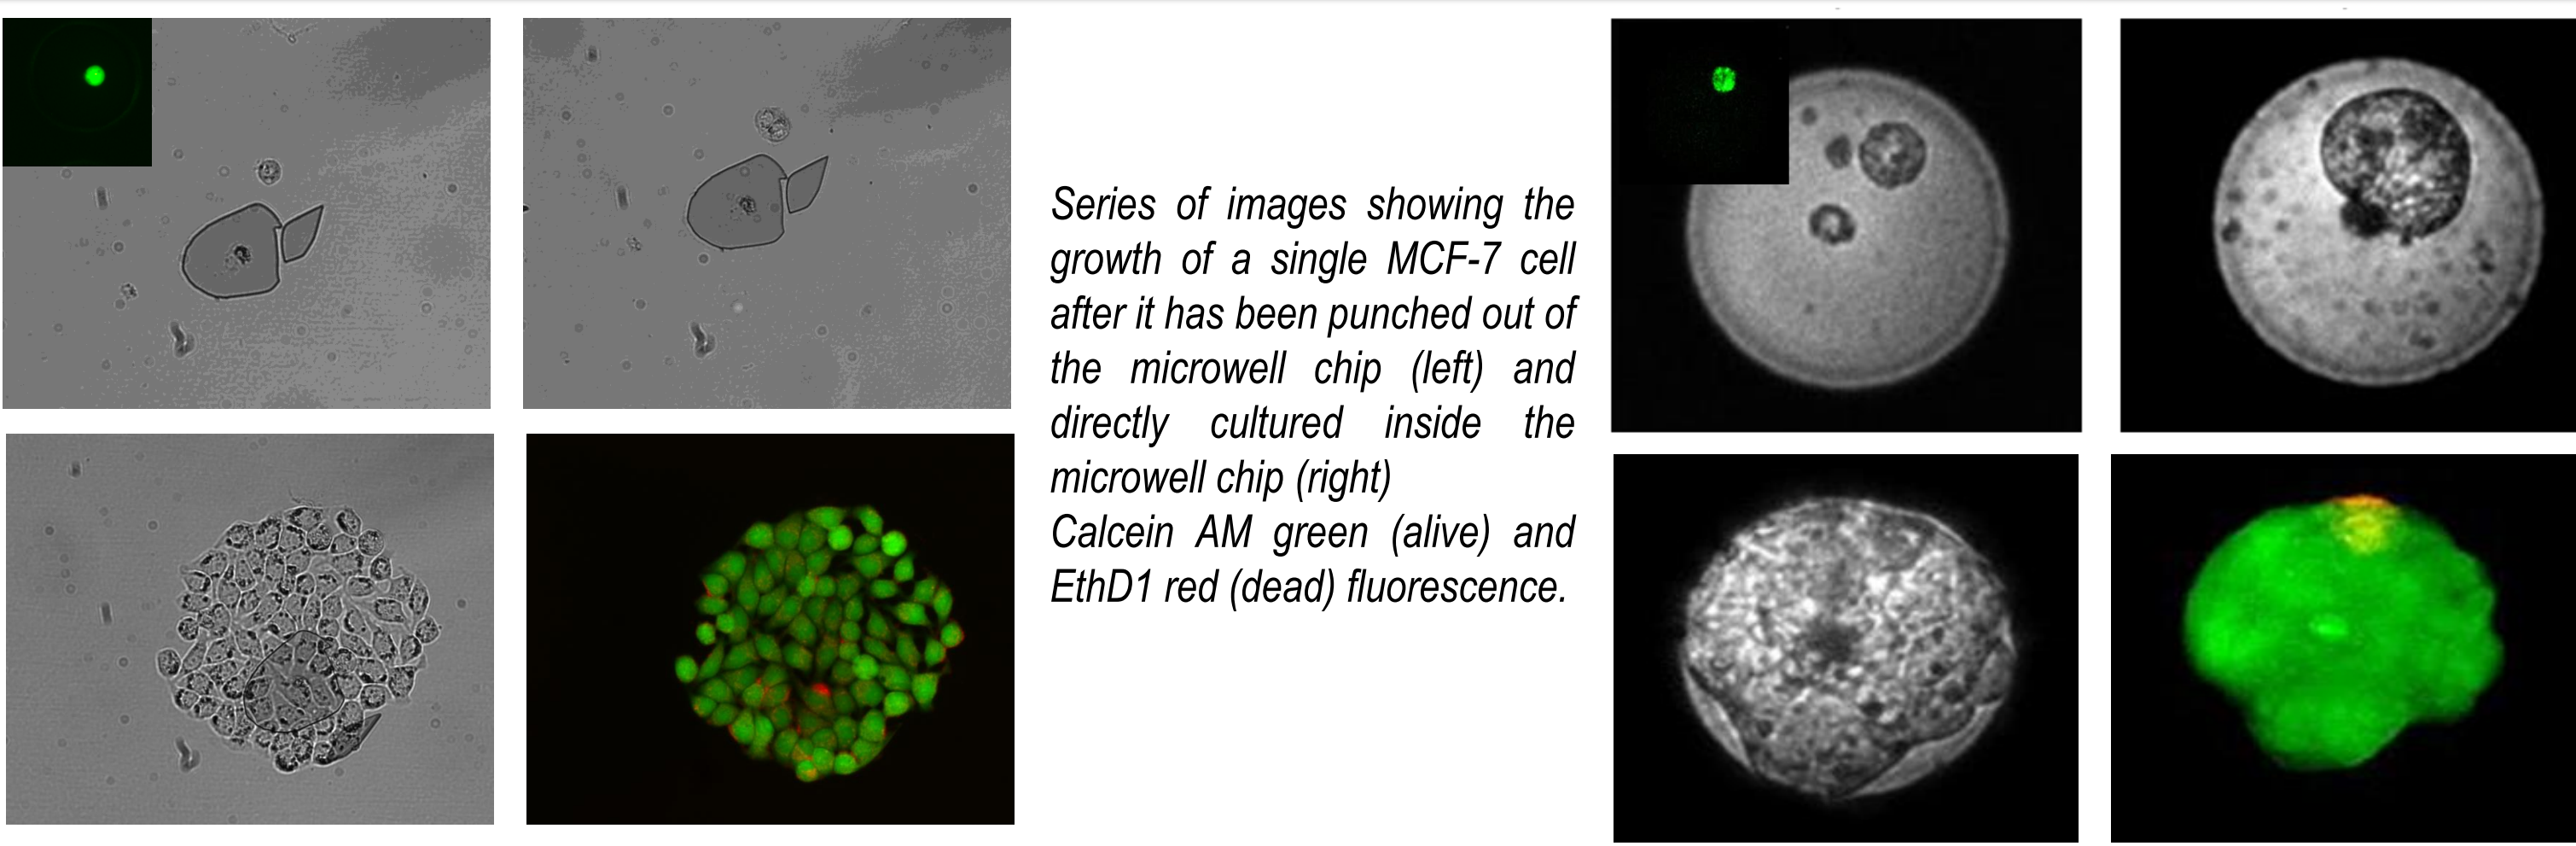 Series of images showing the
growth of a single MCF-7 cell
after it has been punched out of
the microwell chip (left) and
directly cultured inside the
microwell chip (right)
Calcein AM green (alive) and
EthD1 red (dead) fluorescence.